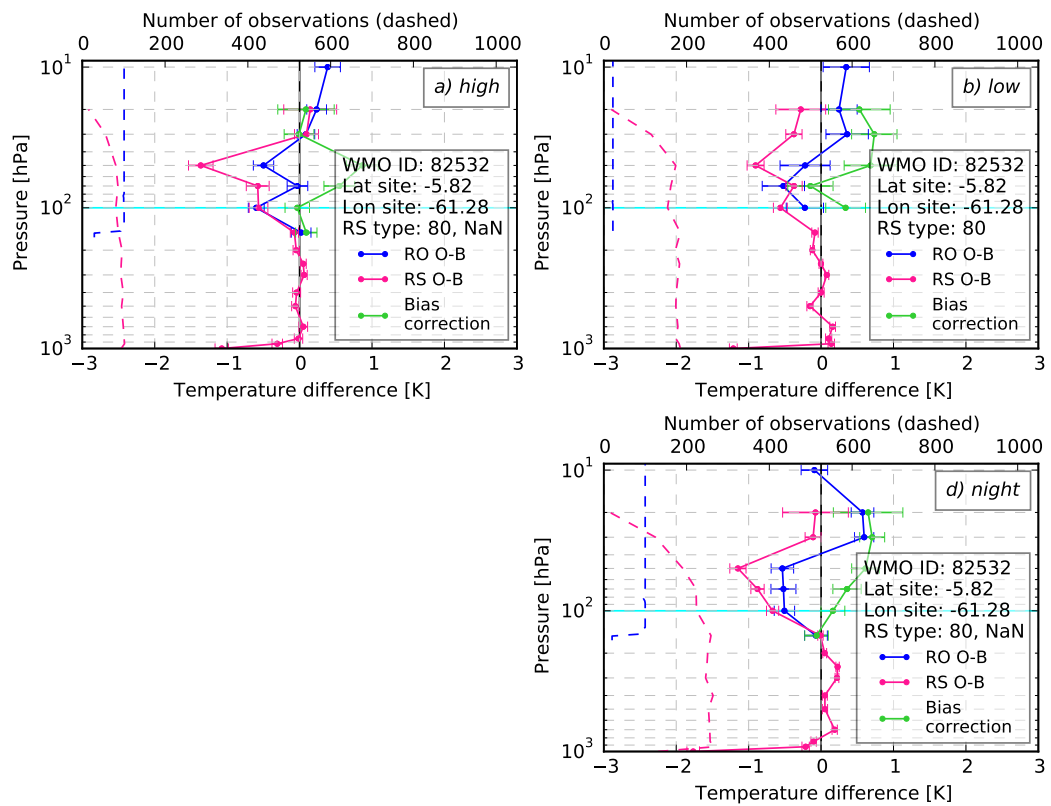 Number of observations (dashed)
0 200 400 600 800 1000
10¹
10²
10³
Pressure [hPa]
a) high
WMO ID: 82532
Lat site: -5.82
Lon site: -61.28
RS type: 80, NaN
RO O-B
RS O-B
Bias
correction
−3 −2 −1 0 1 2 3
Temperature difference [K]
Number of observations (dashed)
0 200 400 600 800 1000
10¹
10²
10³
Pressure [hPa]
b) low
WMO ID: 82532
Lat site: -5.82
Lon site: -61.28
RS type: 80
RO O-B
RS O-B
Bias
correction
−3 −2 −1 0 1 2 3
Temperature difference [K]
Number of observations (dashed)
0 200 400 600 800 1000
10¹
10²
10³
Pressure [hPa]
d) night
WMO ID: 82532
Lat site: -5.82
Lon site: -61.28
RS type: 80, NaN
RO O-B
RS O-B
Bias
correction
−3 −2 −1 0 1 2 3
Temperature difference [K]